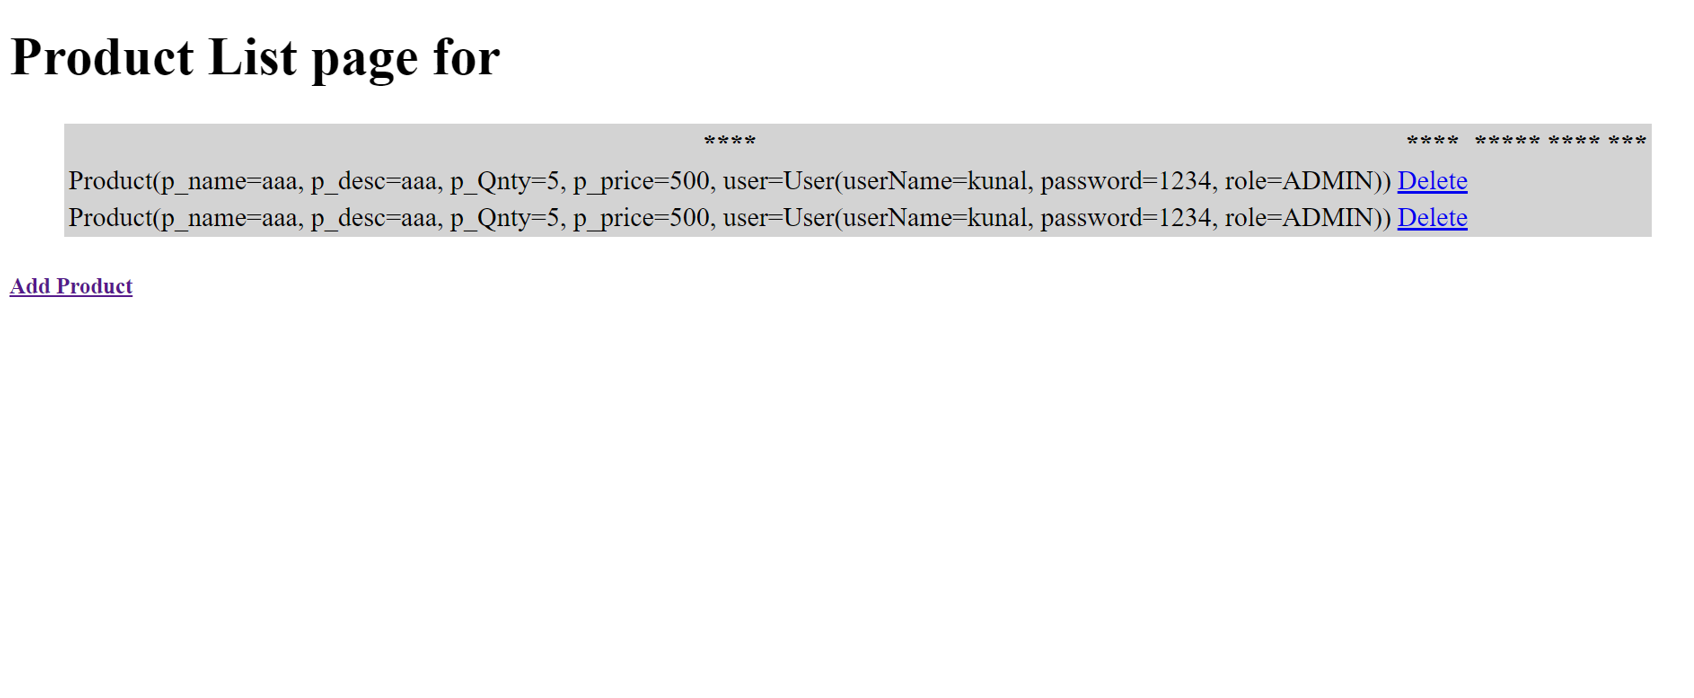 Product List page for
**** **** ***** **** ***
Product(p_name=aaa, p_desc=aaa, p_Qnty=5, p_price=500, user=User(userName=kunal, password=1234, role=ADMIN)) Delete
Product(p_name=aaa, p_desc=aaa, p_Qnty=5, p_price=500, user=User(userName=kunal, password=1234, role=ADMIN)) Delete
Add Product